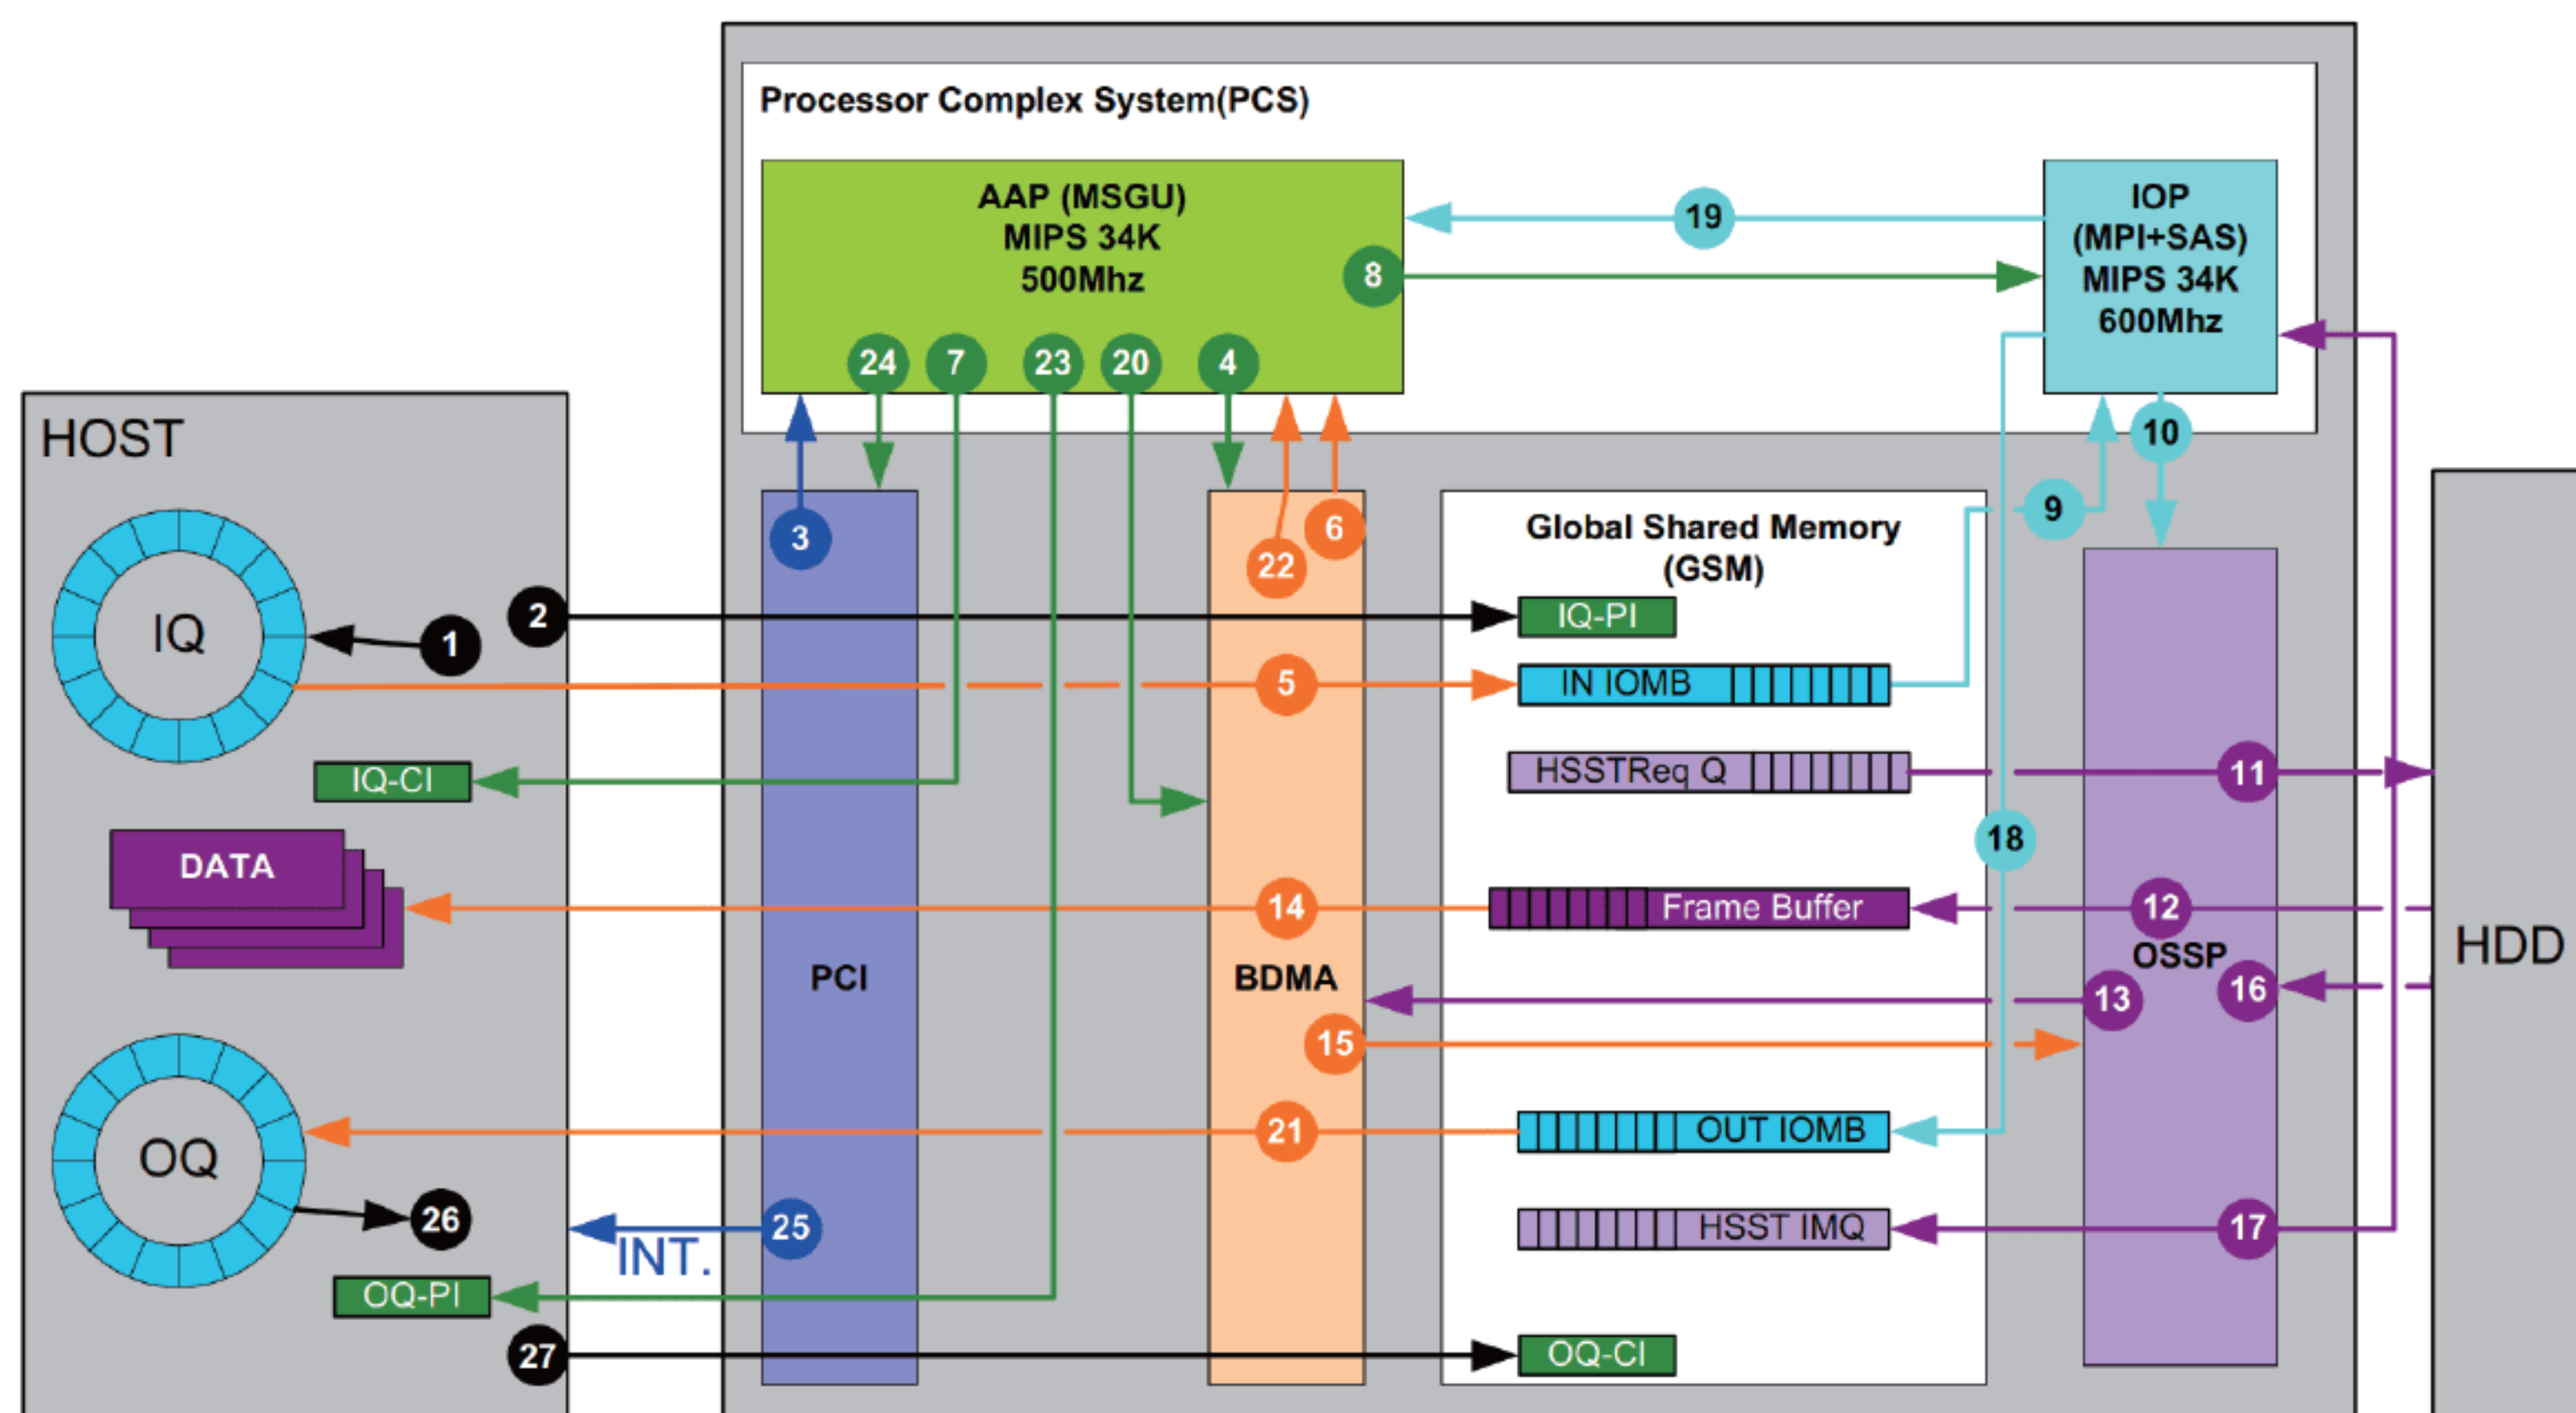 Processor Complex System(PCS)
AAP (MSGU)
MIPS 34K
500Mhz
IOP
(MPI+SAS)
MIPS 34K
600Mhz
19
8
24
7
23
20
4
HOST
10
9
3
22
6
Global Shared Memory
(GSM)
IQ
1
2
IQ-PI
5
IN IOMB
IQ-CI
HSSTReq Q
11
18
DATA
14
Frame Buffer
12
OSSP
HDD
PCI
BDMA
13
16
15
OQ
21
OUT IOMB
26
25
INT.
HSST IMQ
17
OQ-PI
27
OQ-CI